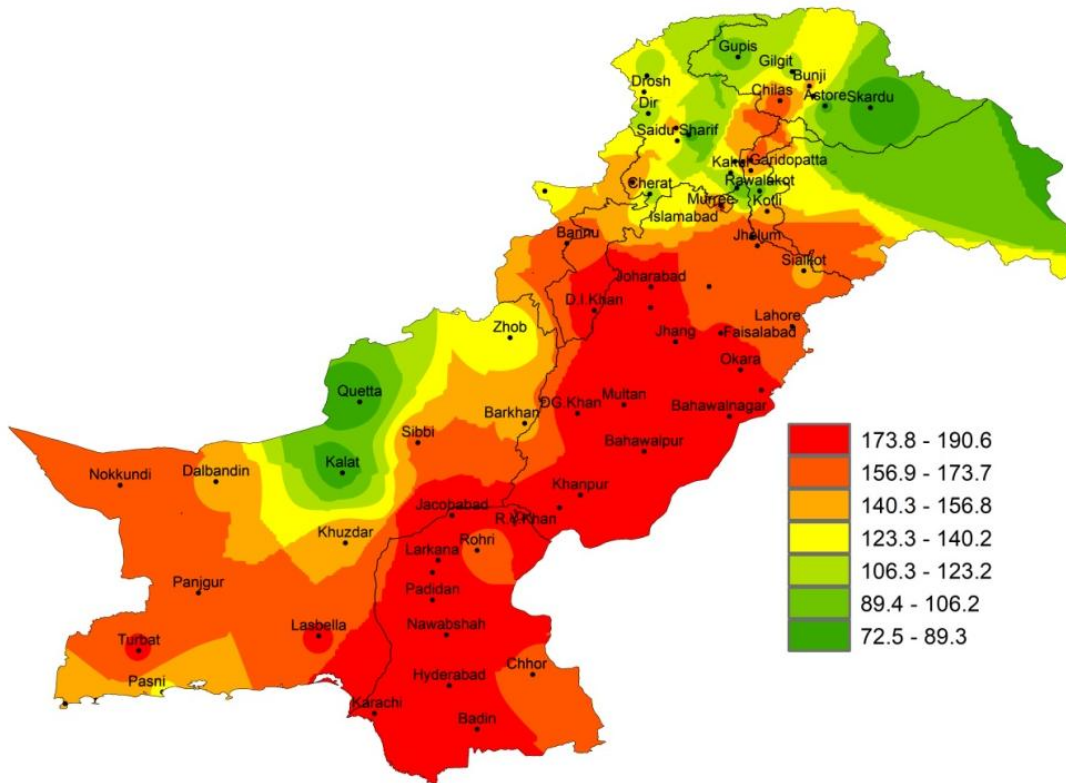 Gupis
Gilgit
Bunji
Drosh
Chilas
Astore
Skardu
Dir
Saidu Sharif
Garidopatta
Cherat
Rawalakot
Murree
Kotli
Islamabad
Bannu
Jhelum
Sialkot
Joharabad
D.I.Khan
Lahore
Zhob
Jhang
Faisalabad
Okara
Quetta
Multan
DG.Khan
Bahawalnagar
Barkhan
Sibbi
Bahawalpur
Kalat
Dalbandin
Nokkundi
Khanpur
Jacobabad
R.Y.Khan
Khuzdar
Rohri
Larkana
Panjgur
Padidan
Nawabshah
Lasbella
Turbat
Chhor
Pasni
Hyderabad
Karachi
Badin
173.8 - 190.6
156.9 - 173.7
140.3 - 156.8
123.3 - 140.2
106.3 - 123.2
89.4 - 106.2
72.5 - 89.3